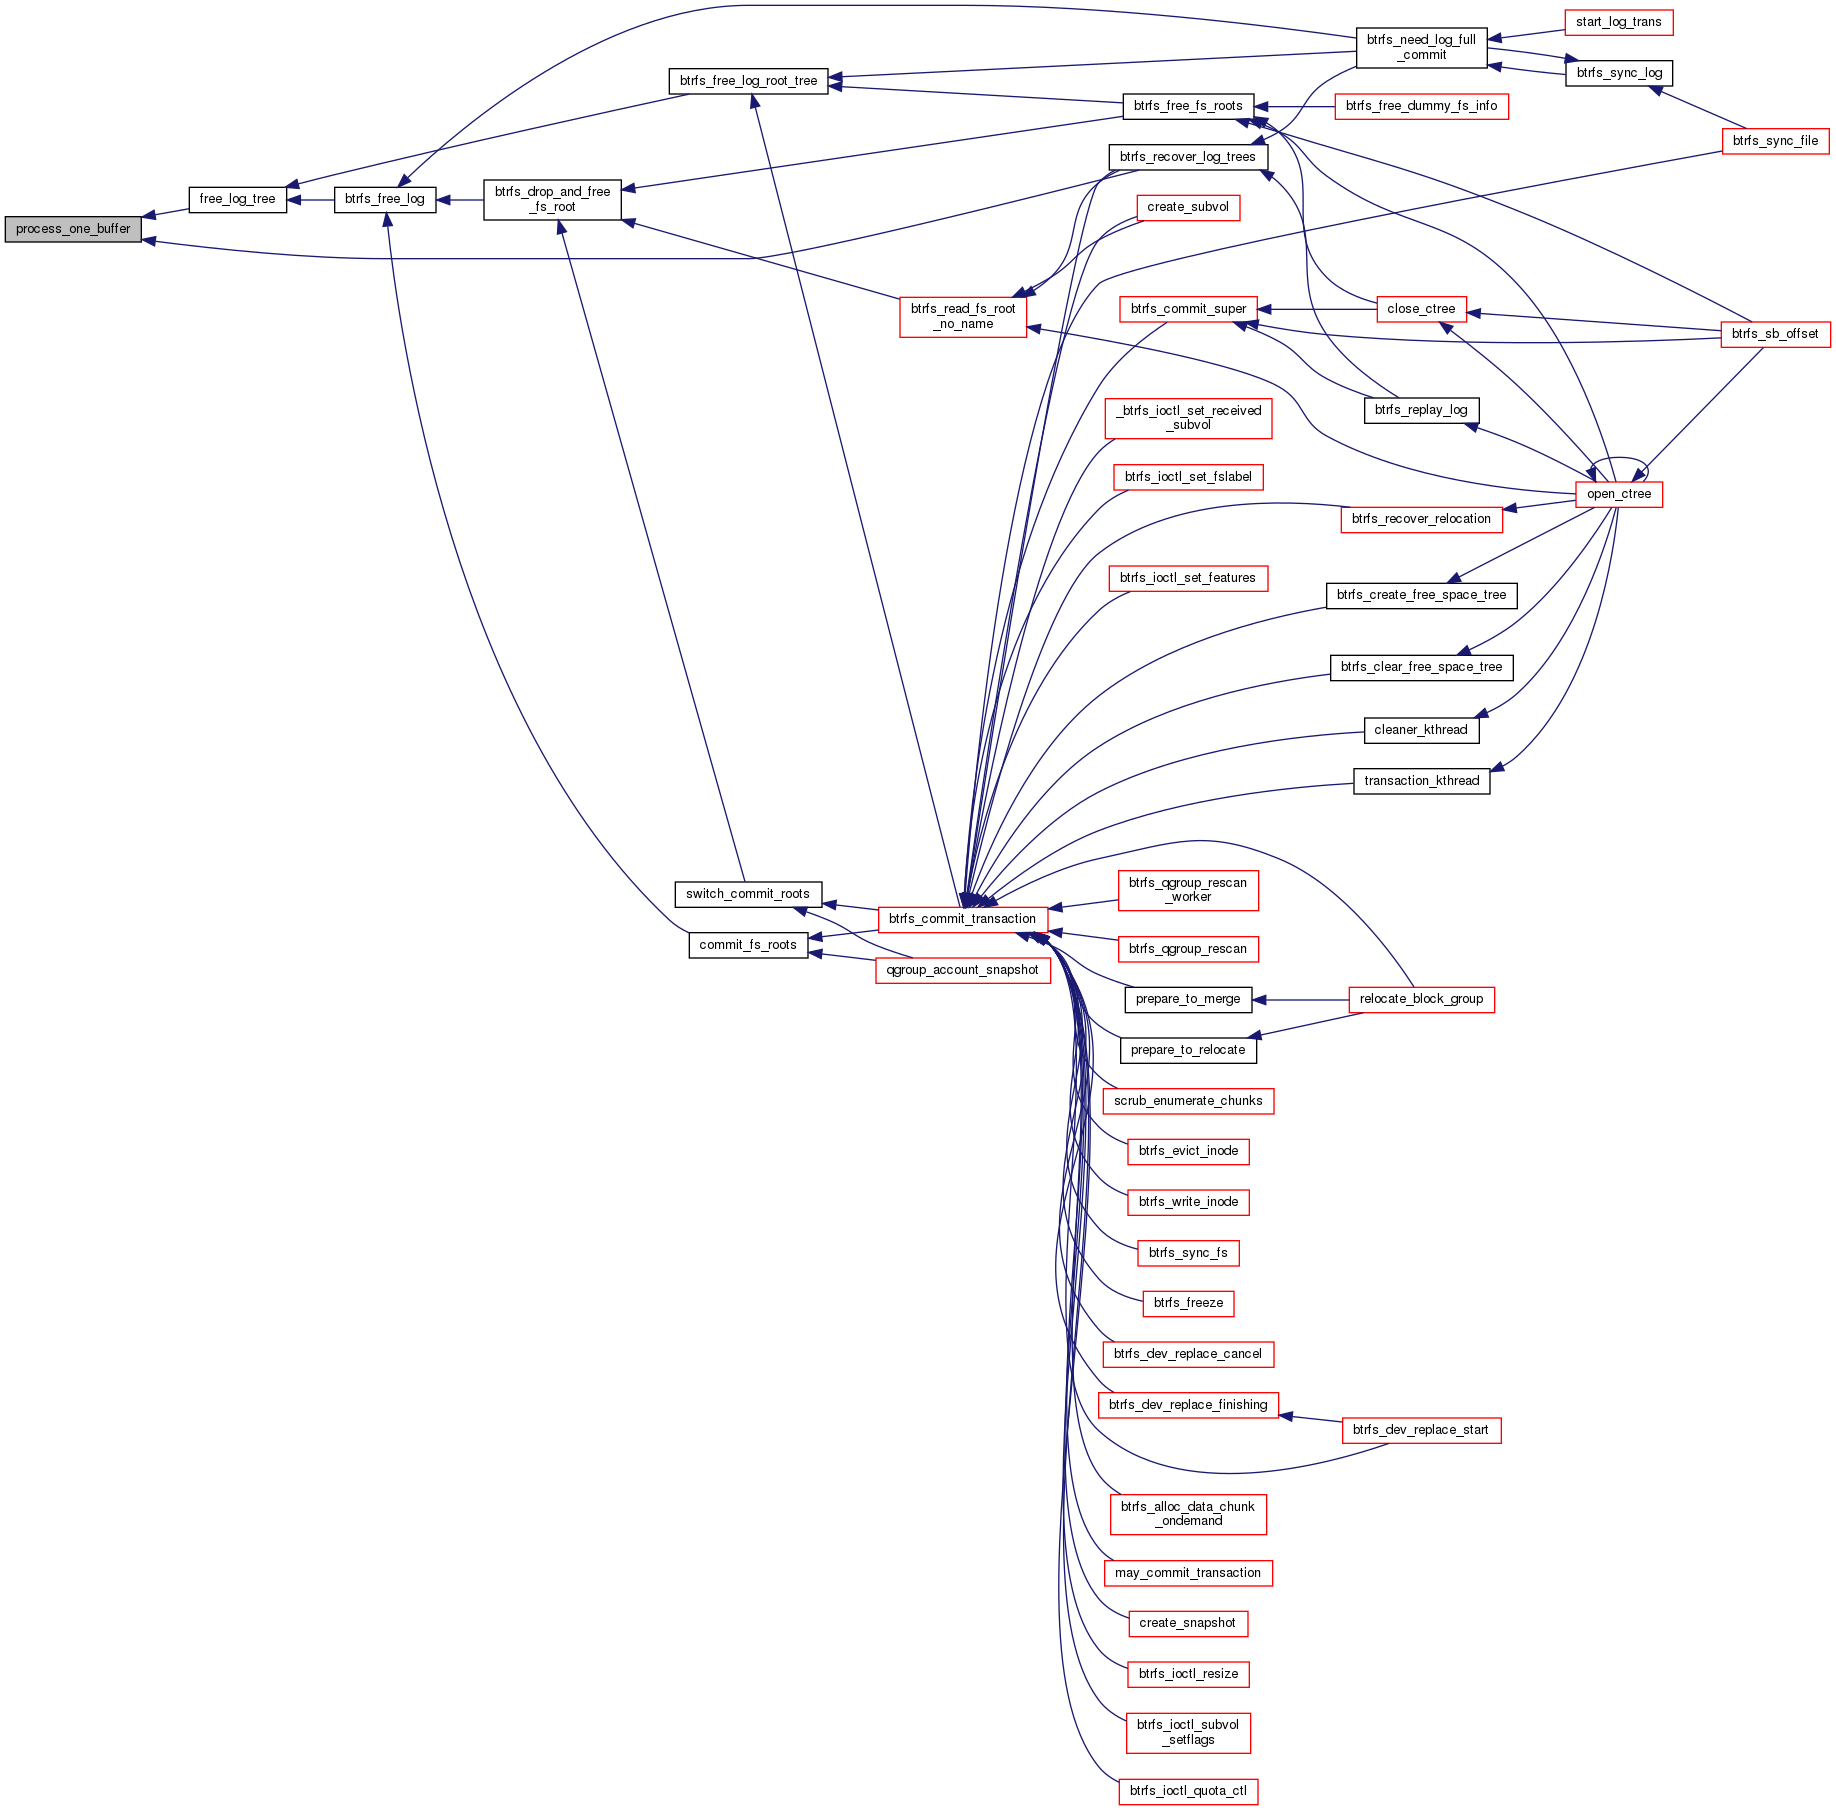 process_one_buffer
free_log_tree
btrfs_free_log
btrfs_drop_and_free
_fs_root
btrfs_free_log_root_tree
switch_commit_roots
commit_fs_roots
btrfs_read_fs_root
_no_name
btrfs_commit_transaction
qgroup_account_snapshot
btrfs_free_fs_roots
btrfs_recover_log_trees
create_subvol
btrfs_commit_super
_btrfs_ioctl_set_received
_subvol
btrfs_ioctl_set_fslabel
btrfs_ioctl_set_features
btrfs_qgroup_rescan
_worker
btrfs_qgroup_rescan
prepare_to_merge
prepare_to_relocate
scrub_enumerate_chunks
btrfs_evict_inode
btrfs_write_inode
btrfs_sync_fs
btrfs_freeze
btrfs_dev_replace_cancel
btrfs_dev_replace_finishing
btrfs_alloc_data_chunk
_ondemand
may_commit_transaction
create_snapshot
btrfs_ioctl_resize
btrfs_ioctl_subvol
_setflags
btrfs_ioctl_quota_ctl
btrfs_need_log_full
_commit
btrfs_free_dummy_fs_info
close_ctree
btrfs_replay_log
btrfs_recover_relocation
btrfs_create_free_space_tree
btrfs_clear_free_space_tree
cleaner_kthread
transaction_kthread
relocate_block_group
btrfs_dev_replace_start
start_log_trans
btrfs_sync_log
open_ctree
btrfs_sync_file
btrfs_sb_offset